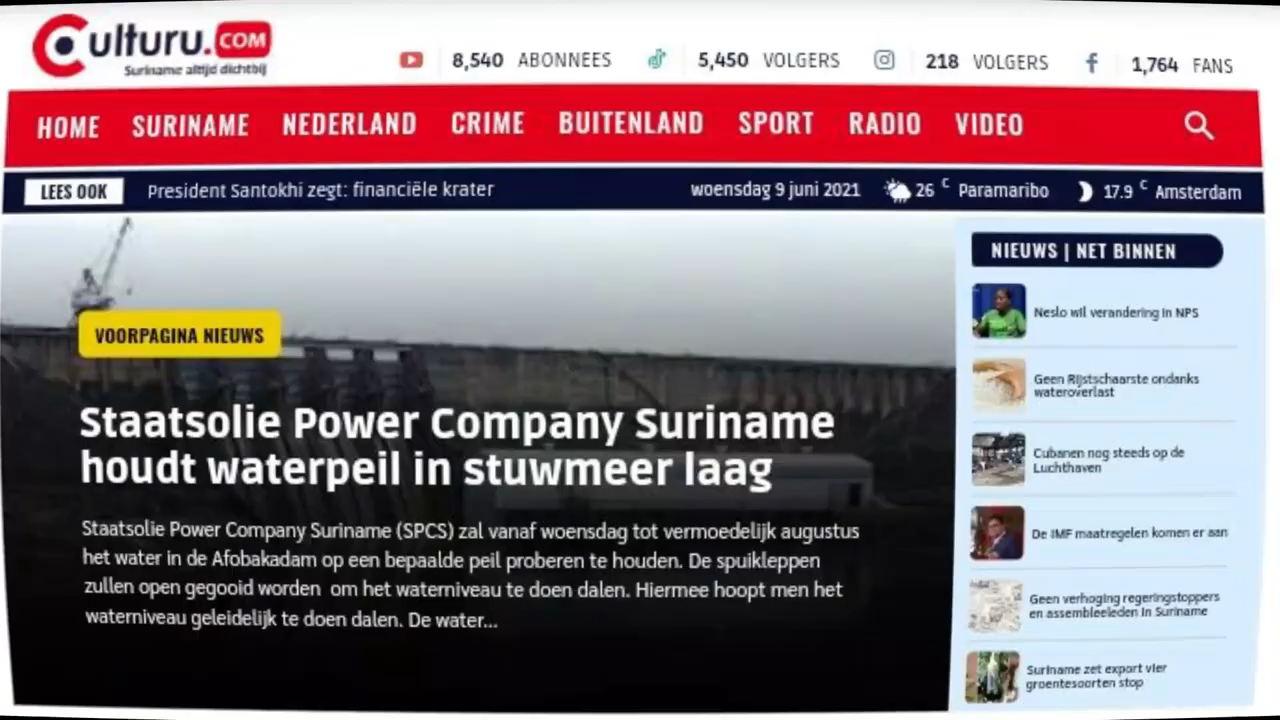 Culturu.COM
Suriname altijd dichtbij
8,540 ABONNEES
5,450 VOLGERS
218 VOLGERS
1,764 FANS
HOME SURINAME NEDERLAND CRIME BUITENLAND SPORT RADIO VIDEO
LEES OOK President Santokhi zegt: financiële krater woensdag 9 juni 2021 26 C Paramaribo 17.9 C Amsterdam
VOORPAGINA NIEUWS
Staatsolie Power Company Suriname
houdt waterpeil in stuwmeer laag
Staatsolie Power Company Suriname (SPCS) zal vanaf woensdag tot vermoedelijk augustus
het water in de Afobakadam op een bepaalde peil proberen te houden. De spuikleppen
zullen open gegooid worden om het waterniveau te doen dalen. Hiermee hoopt men het
waterniveau geleidelijk te doen dalen. De water...
NIEUWS | NET BINNEN
Neslo wil verandering in NPS
Geen Rijstschaarste ondanks
wateroverlast
Cubanen nog steeds op de
Luchthaven
De IMF maatregelen komen er aan
Geen verhoging regeringstoppers
en assembleeleden in Suriname
Suriname zet export vier
groentesoorten stop